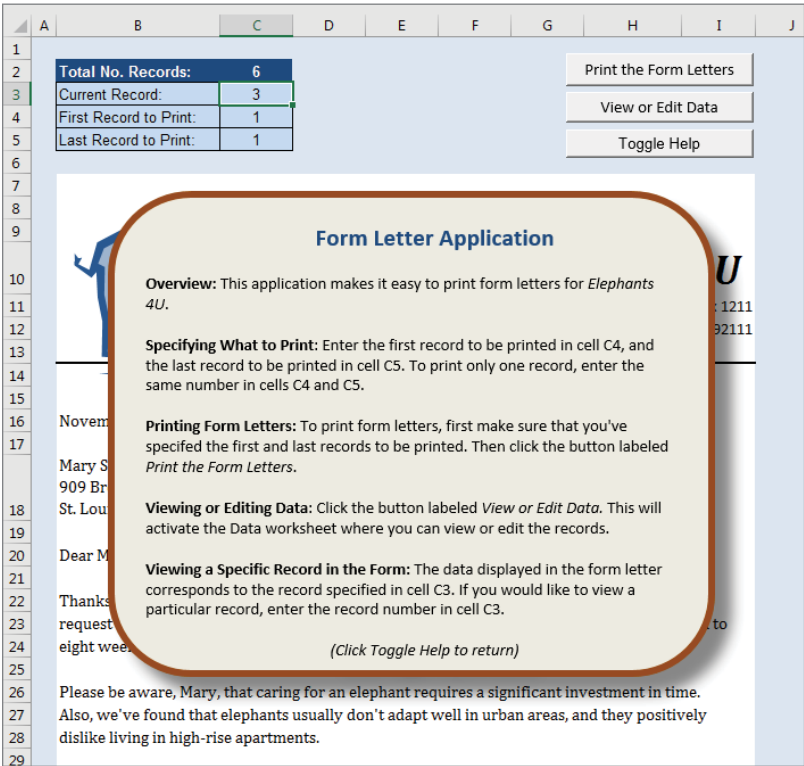 A B C D E F G H I J
1
2 Total No. Records: 6 Print the Form Letters
3 Current Record: 3
4 First Record to Print: 1 View or Edit Data
5 Last Record to Print: 1 Toggle Help
6
7
8
9 Form Letter Application
10 U
Overview: This application makes it easy to print form letters for Elephants
4U.
11 1211
12 92111
Specifying What to Print: Enter the first record to be printed in cell C4, and
13 the last record to be printed in cell C5. To print only one record, enter the
14 same number in cells C4 and C5.
15
16 Novem
Printing Form Letters: To print form letters, first make sure that you've
17 specifed the first and last records to be printed. Then click the button labeled
Mary S
Print the Form Letters.
909 Br
18 St. Lou
Viewing or Editing Data: Click the button labeled View or Edit Data. This will
19 activate the Data worksheet where you can view or edit the records.
20 Dear M
Viewing a Specific Record in the Form: The data displayed in the form letter
21 corresponds to the record specified in cell C3. If you would like to view a
22 Thanks
particular record, enter the record number in cell C3.
23 request to
24 eight wee
(Click Toggle Help to return)
25
26 Please be aware, Mary, that caring for an elephant requires a significant investment in time.
27 Also, we've found that elephants usually don't adapt well in urban areas, and they positively
28 dislike living in high-rise apartments.
29